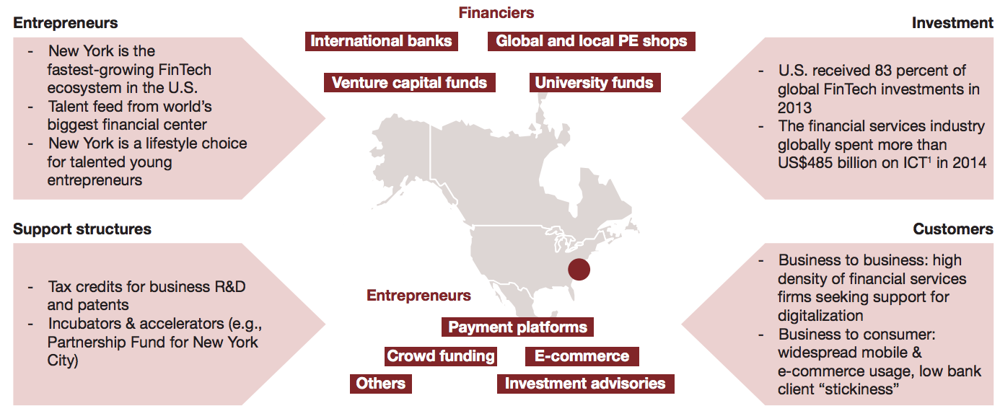 Entrepreneurs
- New York is the
fastest-growing FinTech
ecosystem in the U.S.
- Talent feed from world's
biggest financial center
- New York is a lifestyle choice
for talented young
entrepreneurs
Financiers
International banks
Global and local PE shops
Venture capital funds
University funds
Investment
- U.S. received 83 percent of
global FinTech investments in
2013
- The financial services industry
globally spent more than
US$485 billion on ICT¹ in 2014
Support structures
- Tax credits for business R&D
and patents
- Incubators & accelerators (e.g.,
Partnership Fund for New York
City)
Entrepreneurs
Payment platforms
Crowd funding
E-commerce
Others
Investment advisories
Customers
- Business to business: high
density of financial services
firms seeking support for
digitalization
- Business to consumer:
widespread mobile &
e-commerce usage, low bank
client “stickiness”